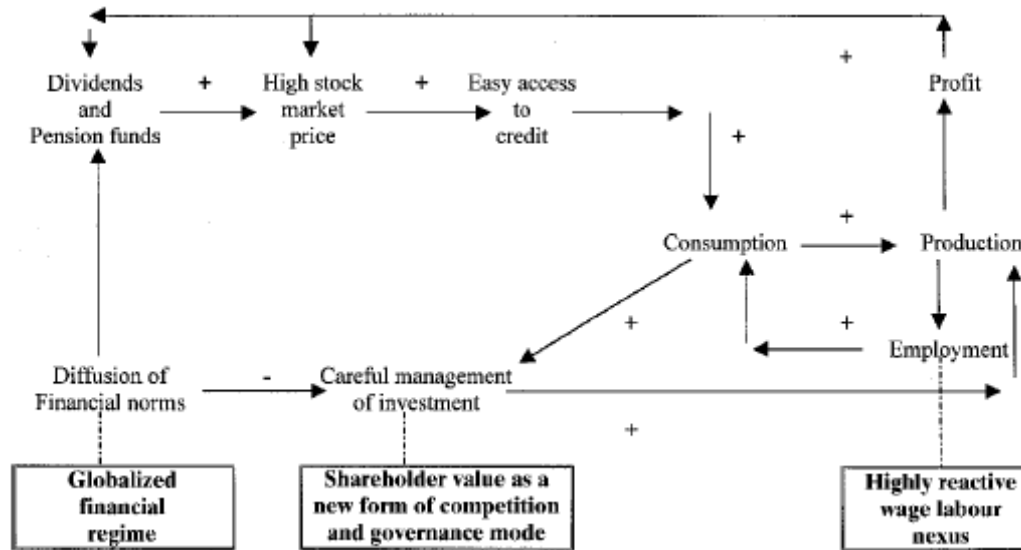 +
Dividends
and
Pension funds
+
High stock
market
price
+
Easy access
to
credit
Profit
+
+
Consumption
Production
+
+
Employment
Diffusion of
Financial norms
-
Careful management
of investment
+
Globalized
financial
regime
Shareholder value as a
new form of competition
and governance mode
Highly reactive
wage labour
nexus